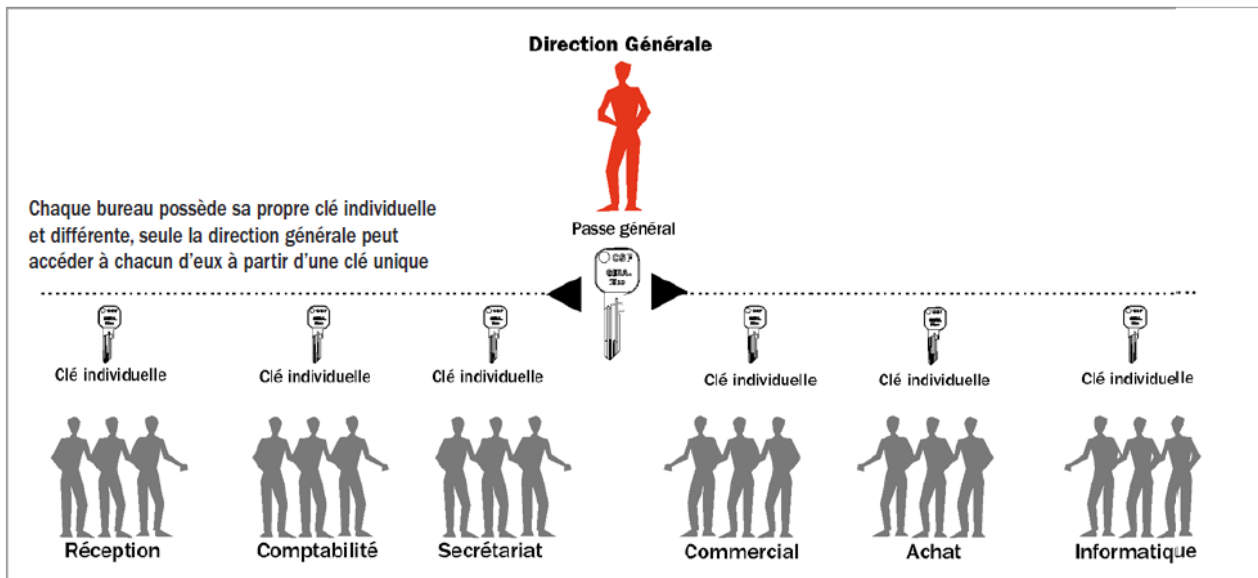 Direction Générale
Chaque bureau possède sa propre clé individuelle
et différente, seule la direction générale peut
accéder à chacun d'eux à partir d'une clé unique
Passe général
Clé individuelle
Clé individuelle
Clé individuelle
Clé individuelle
Clé individuelle
Clé individuelle
Réception
Comptabilité
Secrétariat
Commercial
Achat
Informatique